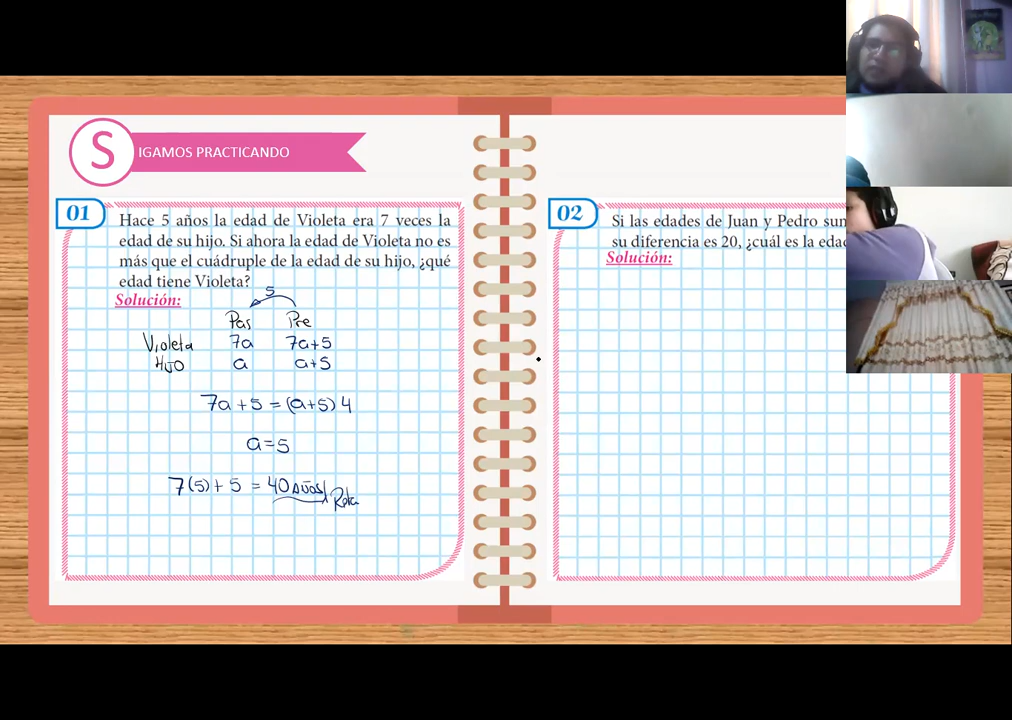 S IGAMOS PRACTICANDO
01
Hace 5 años la edad de Violeta era 7 veces la
edad de su hijo. Si ahora la edad de Violeta no es
más que el cuádruple de la edad de su hijo, ¿qué
edad tiene Violeta?
Solución:
5
Pas Pre
Violeta 7a 7a+5
Hijo a a+5
7a+5=(a+5)4
a=5
7(5)+5 = 40 años
02
Si las edades de Juan y Pedro
su diferencia es 20, ¿cuál es la
Solución: